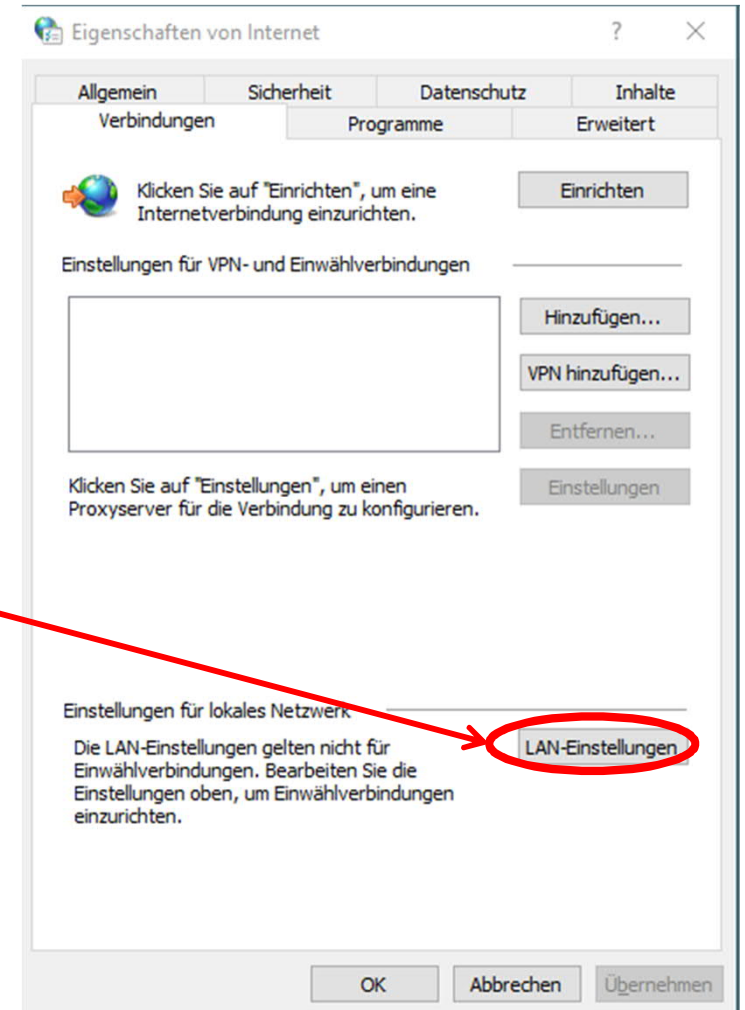 Eigenschaften von Internet
?
Allgemein Sicherheit Datenschutz Inhalte
Verbindungen Programme Erweitert
Klicken Sie auf "Einrichten", um eine
Internetverbindung einzurichten.
Einrichten
Einstellungen für VPN- und Einwählverbindungen
Hinzufügen...
VPN hinzufügen...
Entfernen...
Klicken Sie auf "Einstellungen", um einen
Proxyserver für die Verbindung zu konfigurieren.
Einstellungen
Einstellungen für lokales Netzwerk
Die LAN-Einstellungen gelten nicht für
Einwählverbindungen. Bearbeiten Sie die
Einstellungen oben, um Einwählverbindungen
einzurichten.
LAN-Einstellungen
OK Abbrechen Übernehmen